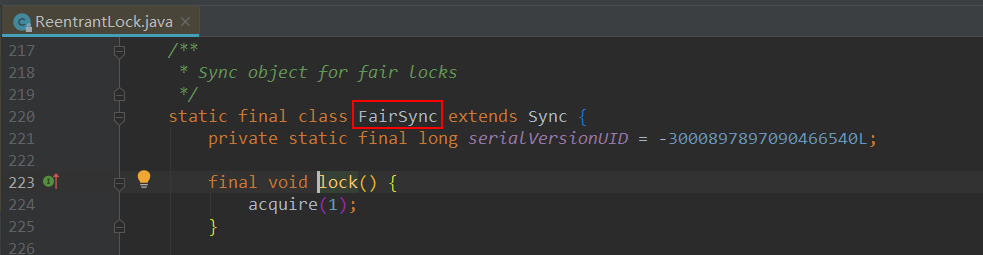 ReentrantLock.java
217 /**
218 * Sync object for fair locks
219 */
220 static final class FairSync extends Sync {
221 private static final long serialVersionUID = -3000897897090466540L;
222
223 final void lock() {
224 acquire(1);
225 }
226